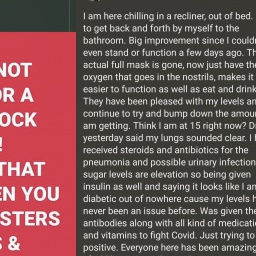 NOT
OR A
OCK
!
THAT
EN YOU
STERS
S &
I am here chilling in a recliner, out of bed.
to get back and forth by myself to the
bathroom. Big improvement since I couldn
even stand or function a few days ago. Th
actual full mask is gone, now just have the
oxygen that goes in the nostrils, makes it
easier to function as well as eat and drink
They have been pleased with my levels an
continue to try and bump down the amoun
am getting. Think I am at 15 right now? Dr
yesterday said my lungs sounded clear. I h
received steroids and antibiotics for the
pneumonia and possible urinary infection
sugar levels are elevation so being given
insulin as well and saying it looks like I am
diabetic out of nowhere cause my levels h
never been an issue before. Was given the
antibodies along with all kind of medicatio
and vitamins to fight Covid. Just trying to
positive. Everyone here has been amazing